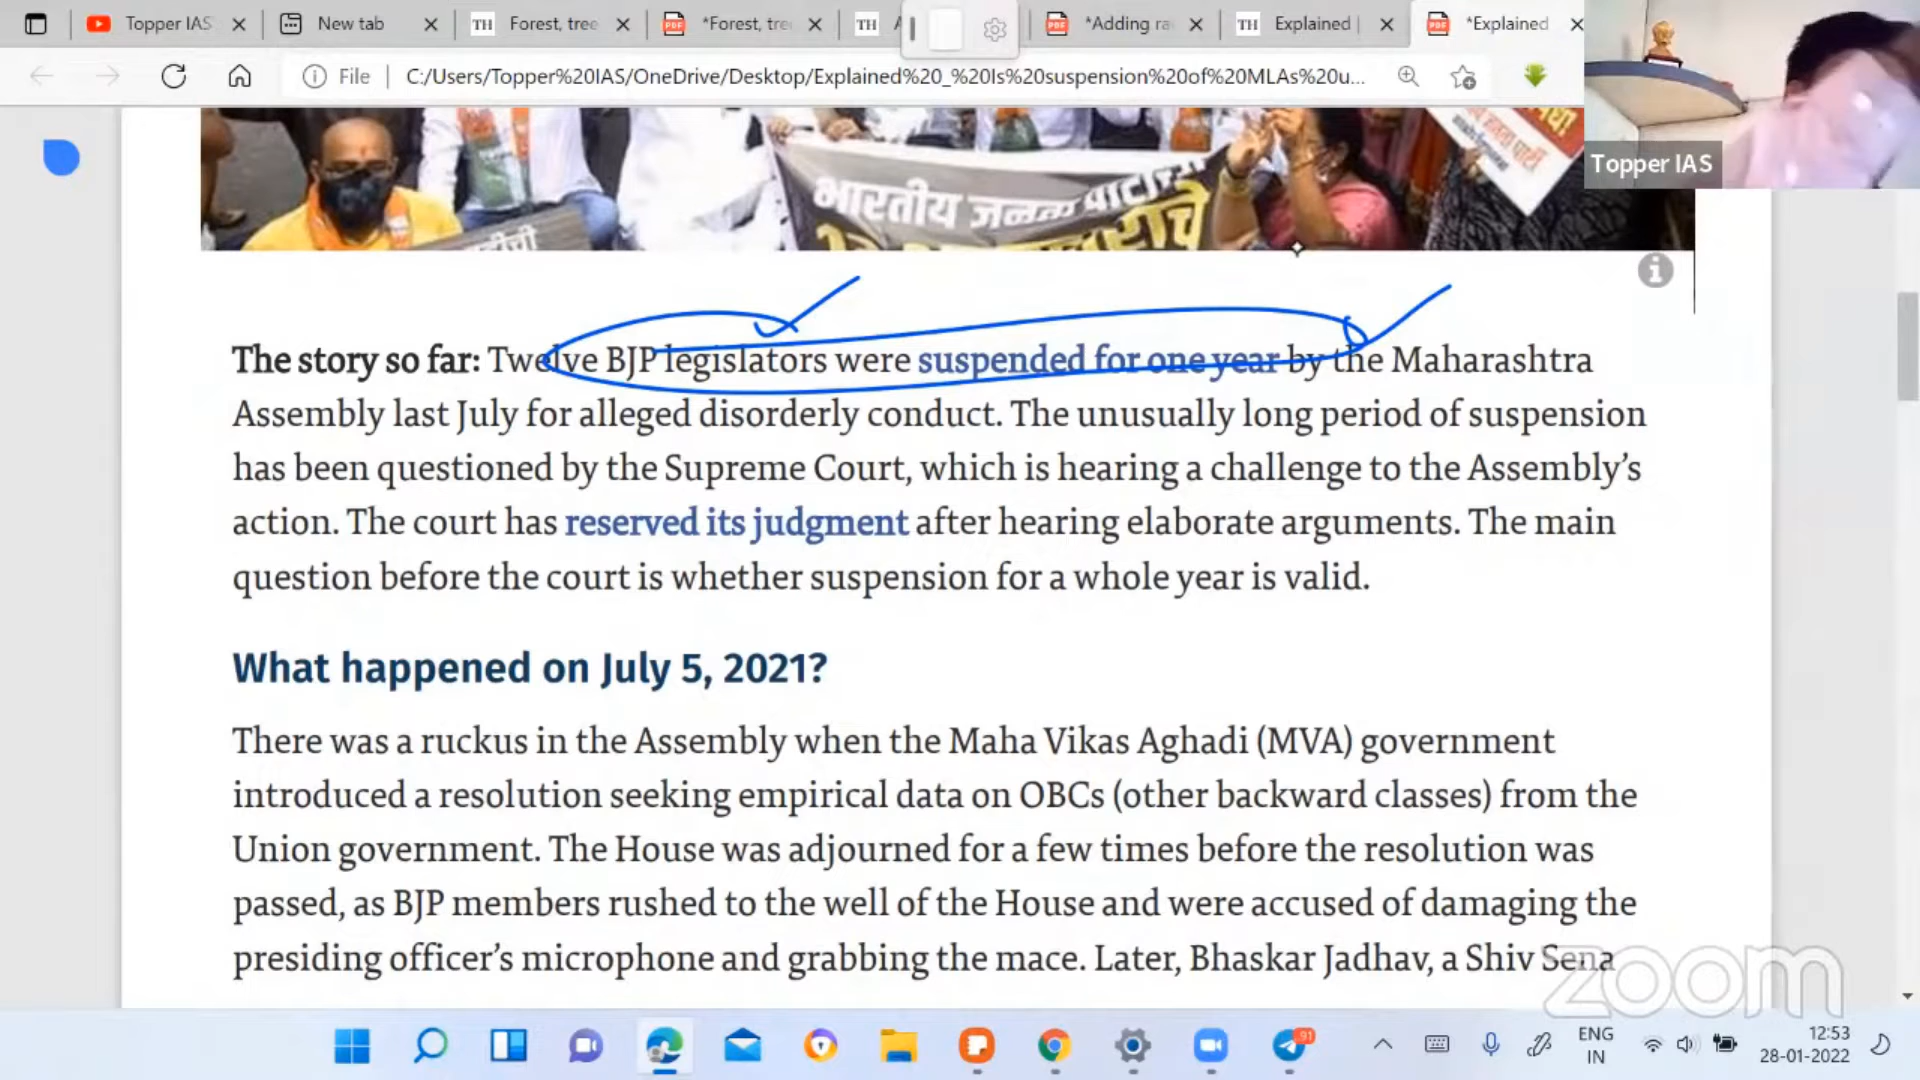 Topper IAS
New tab
Forest, tree
*Forest, tre
*Adding ra
Explained |
*Explained
File
C:/Users/Topper%20IAS/OneDrive/Desktop/Explained%20_%20Is%20suspension%20of%20MLAs%20u...
Topper IAS
भारतीय जनता पार्टीच्या
The story so far: Twelve BJP legislators were suspended for one year by the Maharashtra
Assembly last July for alleged disorderly conduct. The unusually long period of suspension
has been questioned by the Supreme Court, which is hearing a challenge to the Assembly’s
action. The court has reserved its judgment after hearing elaborate arguments. The main
question before the court is whether suspension for a whole year is valid.
What happened on July 5, 2021?
There was a ruckus in the Assembly when the Maha Vikas Aghadi (MVA) government
introduced a resolution seeking empirical data on OBCs (other backward classes) from the
Union government. The House was adjourned for a few times before the resolution was
passed, as BJP members rushed to the well of the House and were accused of damaging the
presiding officer’s microphone and grabbing the mace. Later, Bhaskar Jadhav, a Shiv Sena
zoom
91
ENG
IN
12:53
28-01-2022